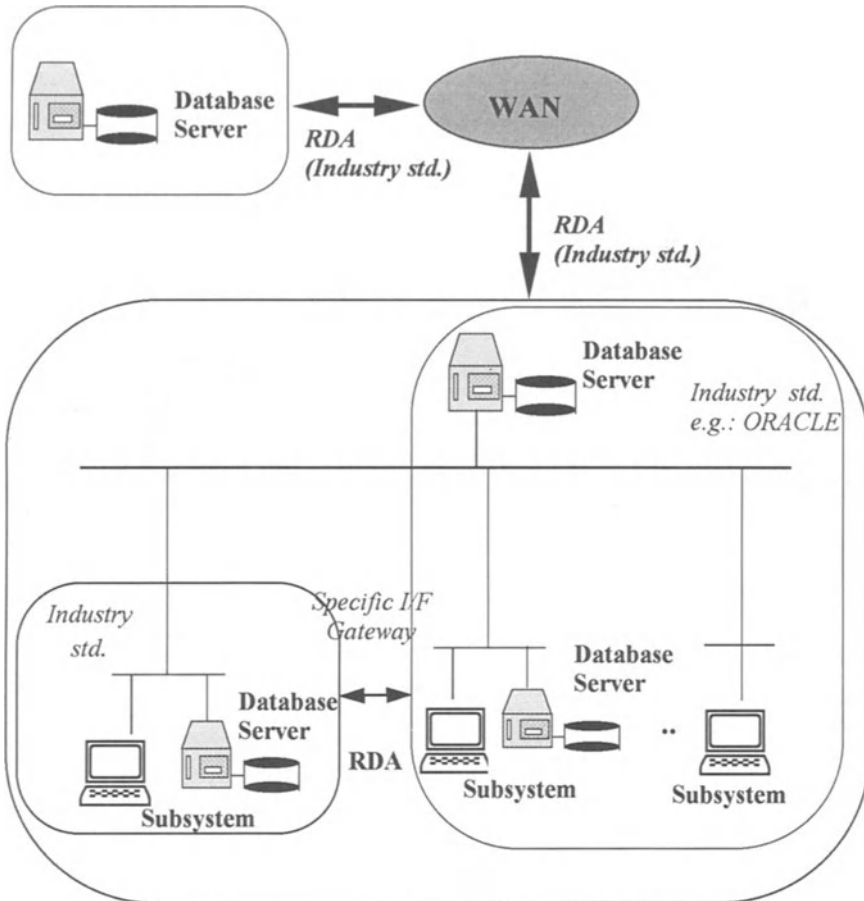 Database
Server
WAN
RDA
(Industry std.)
RDA
(Industry std.)
Database
Server
Industry std.
e.g.: ORACLE
Industry
std.
Specific I/F
Gateway
Database
Server
Database
Server
RDA
..
Subsystem
Subsystem
Subsystem